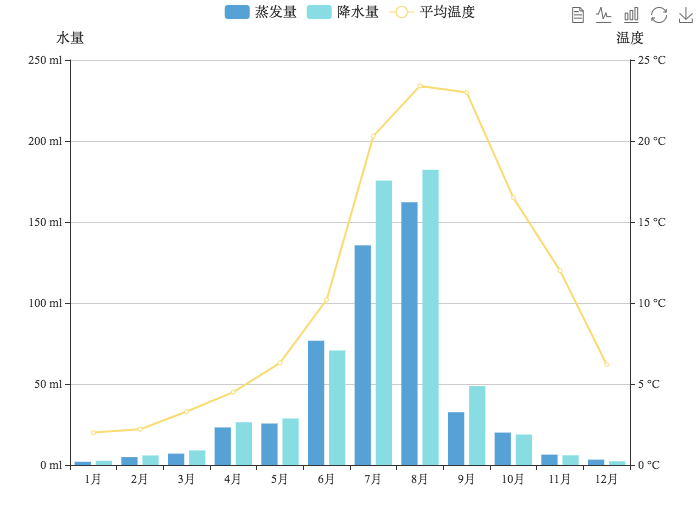 蒸发量 降水量 平均温度
水量 温度
250 ml 25 °C
200 ml 20 °C
150 ml 15 °C
100 ml 10 °C
50 ml 5 °C
0 ml 0 °C
1月 2月 3月 4月 5月 6月 7月 8月 9月 10月 11月 12月